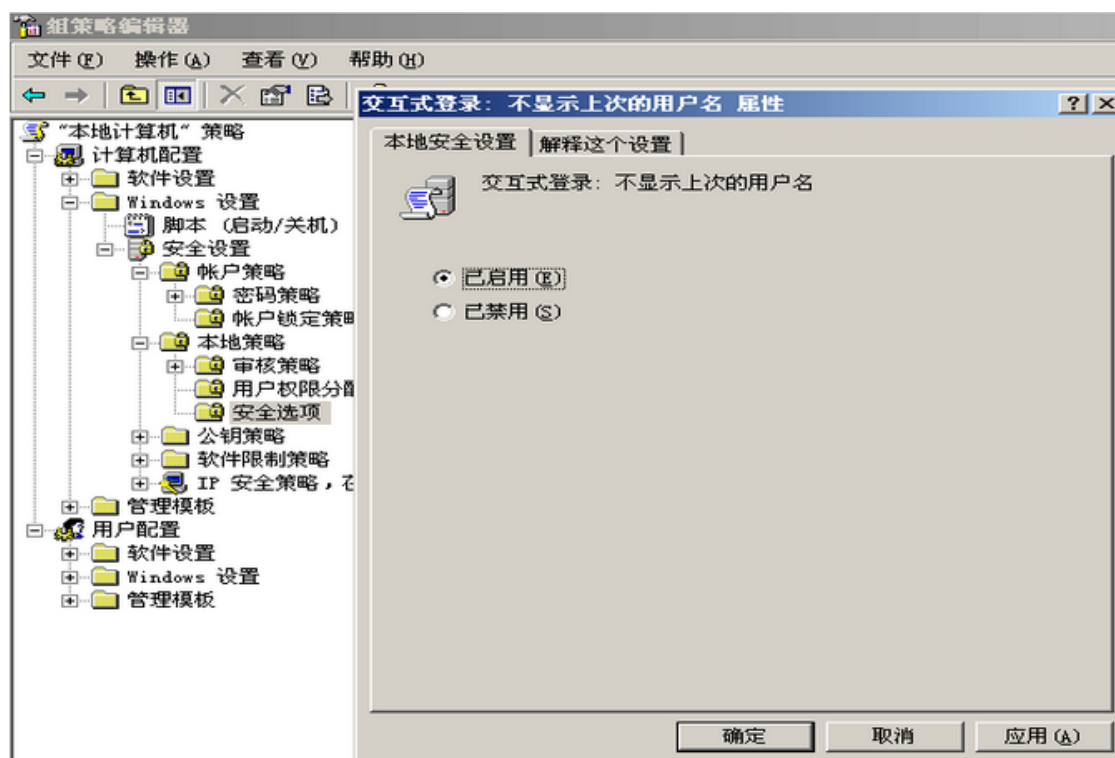 组策略编辑器
文件(F) 操作(A) 查看(V) 帮助(H)
交互式登录: 不显示上次的用户名 属性
本地安全设置 解释这个设置
交互式登录: 不显示上次的用户名
已启用(E)
已禁用(S)
确定 取消 应用(A)
“本地计算机“ 策略
计算机配置
软件设置
Windows 设置
脚本 (启动/关机)
安全设置
帐户策略
密码策略
帐户锁定策略
本地策略
审核策略
用户权限分配
安全选项
公钥策略
软件限制策略
IP 安全策略，在
管理模板
用户配置
软件设置
Windows 设置
管理模板